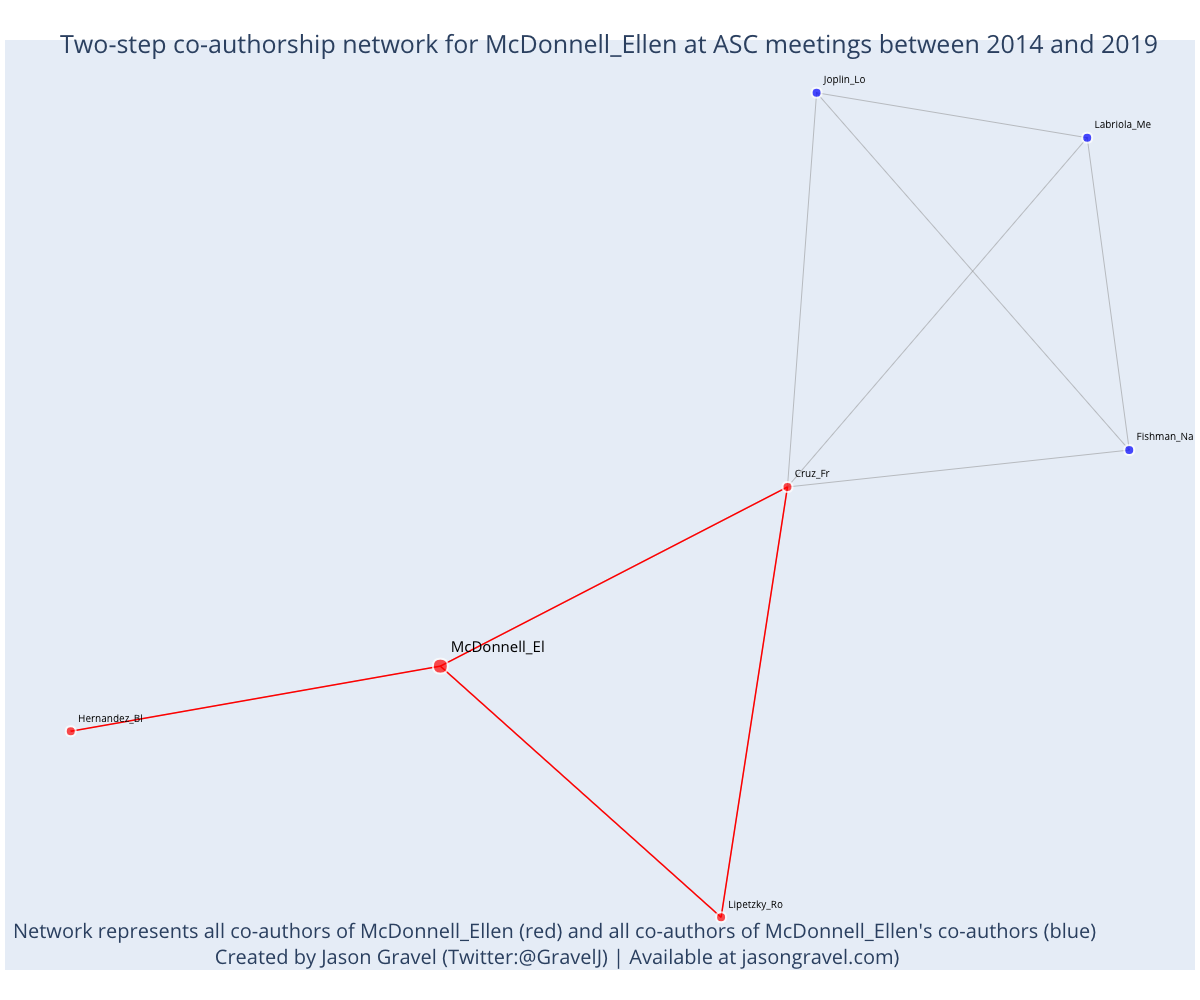 Two-step co-authorship network for McDonnell_Ellen at ASC meetings between 2014 and 2019
Joplin_Lo
Labriola_Me
Fishman_Na
Cruz_Fr
McDonnell_El
Hernandez_Bl
Lipetzky_Ro
Network represents all co-authors of McDonnell_Ellen (red) and all co-authors of McDonnell_Ellen's co-authors (blue)
Created by Jason Gravel (Twitter:@GravelJ) | Available at jasongravel.com)